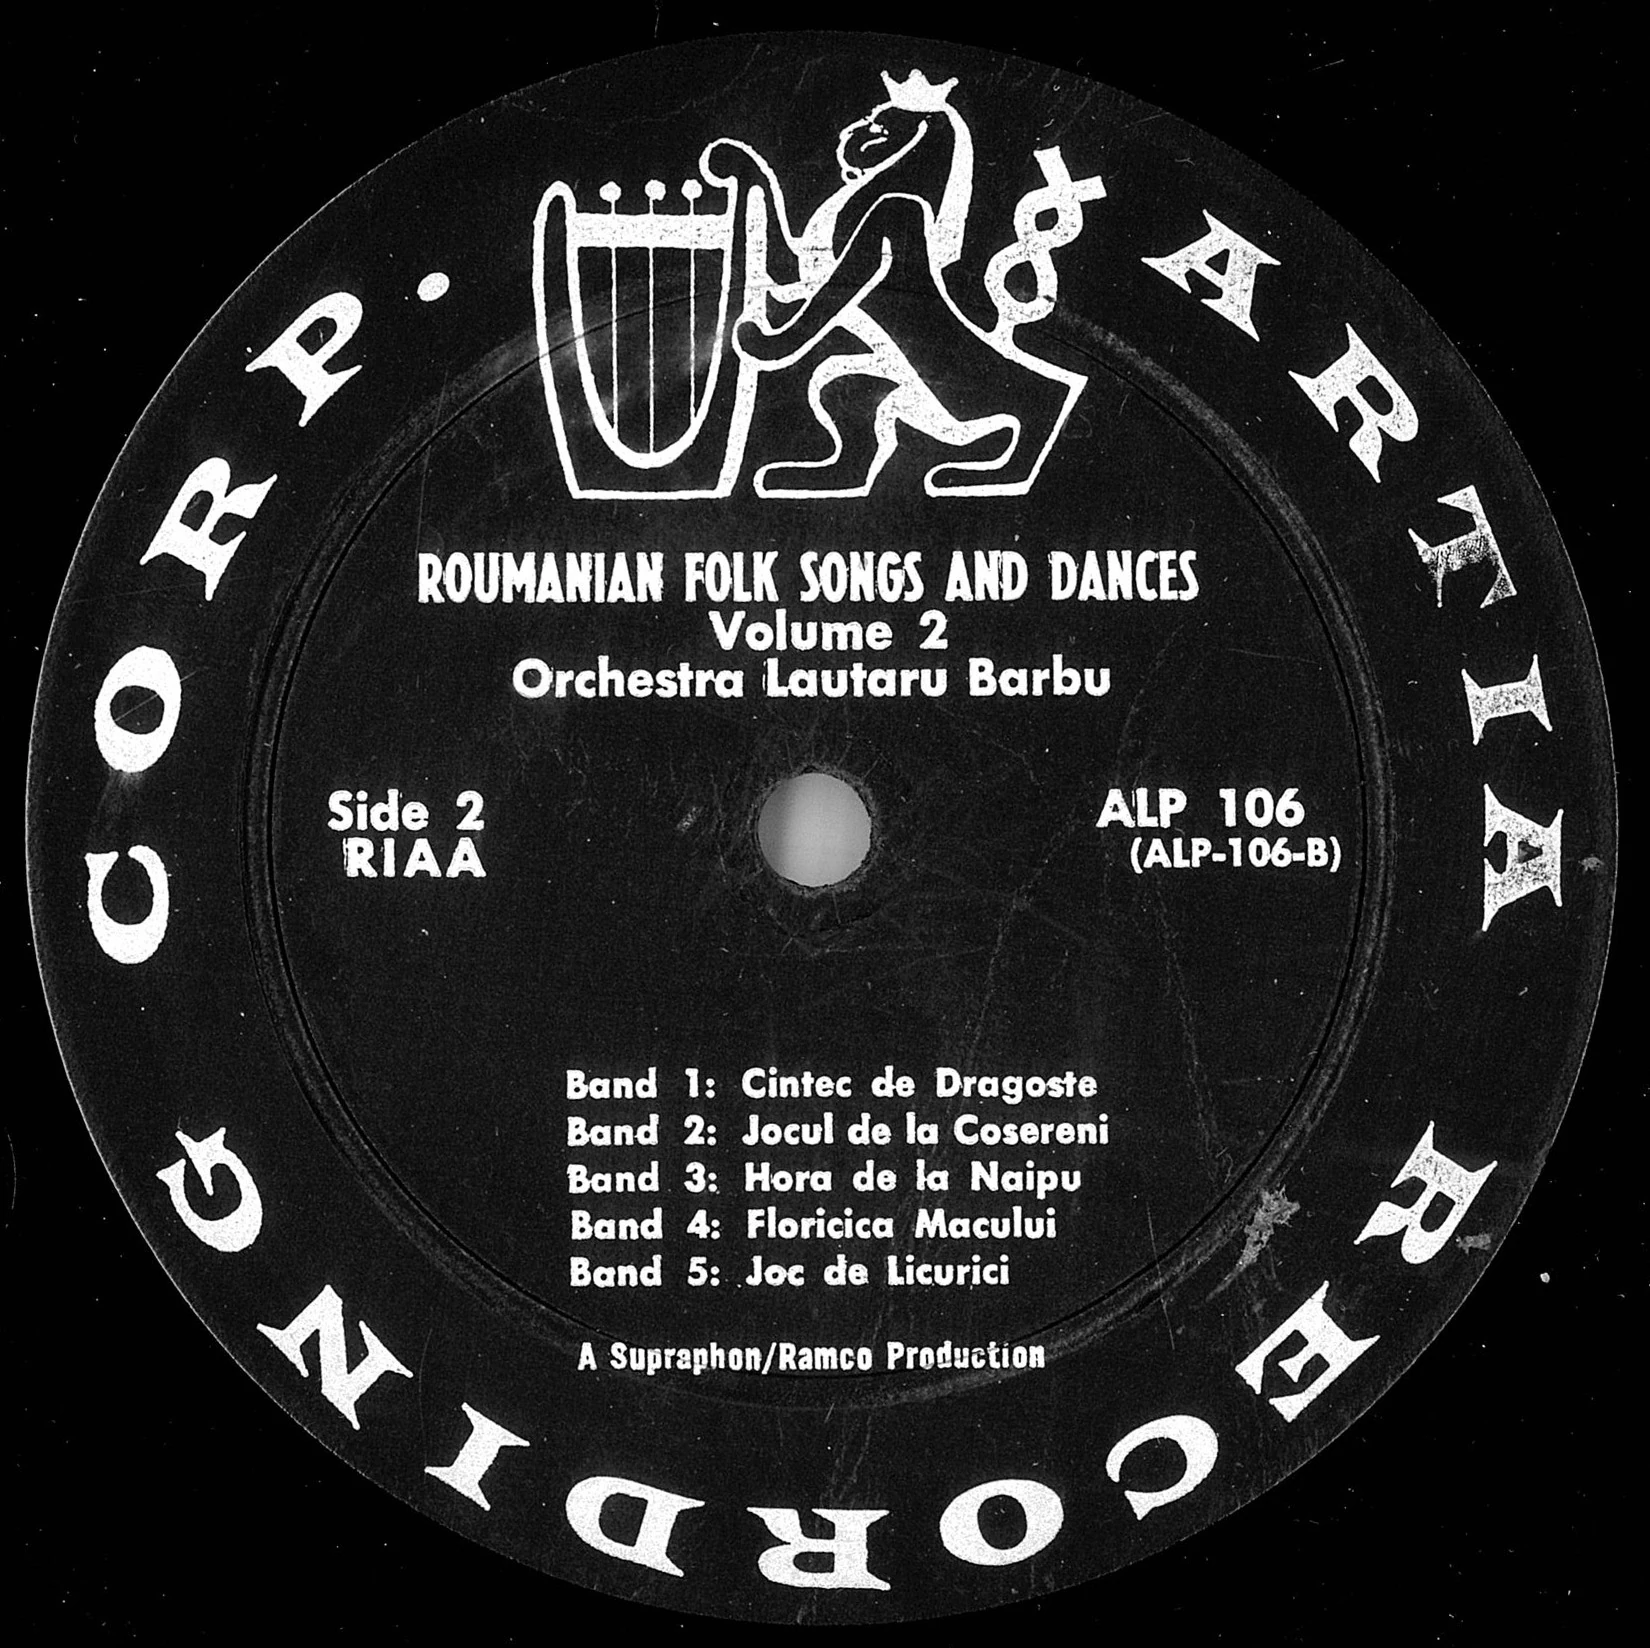 ARTIA RECORDING CORP.
ROUMANIAN FOLK SONGS AND DANCES
Volume 2
Orchestra Lautaru Barbu
Side 2
RIAA
ALP 106
(ALP-106-B)
Band 1: Cintec de Dragoste
Band 2: Jocul de la Cosereni
Band 3: Hora de la Naipu
Band 4: Floricica Macului
Band 5: Joc de Licurici
A Supraphon/Ramco Production